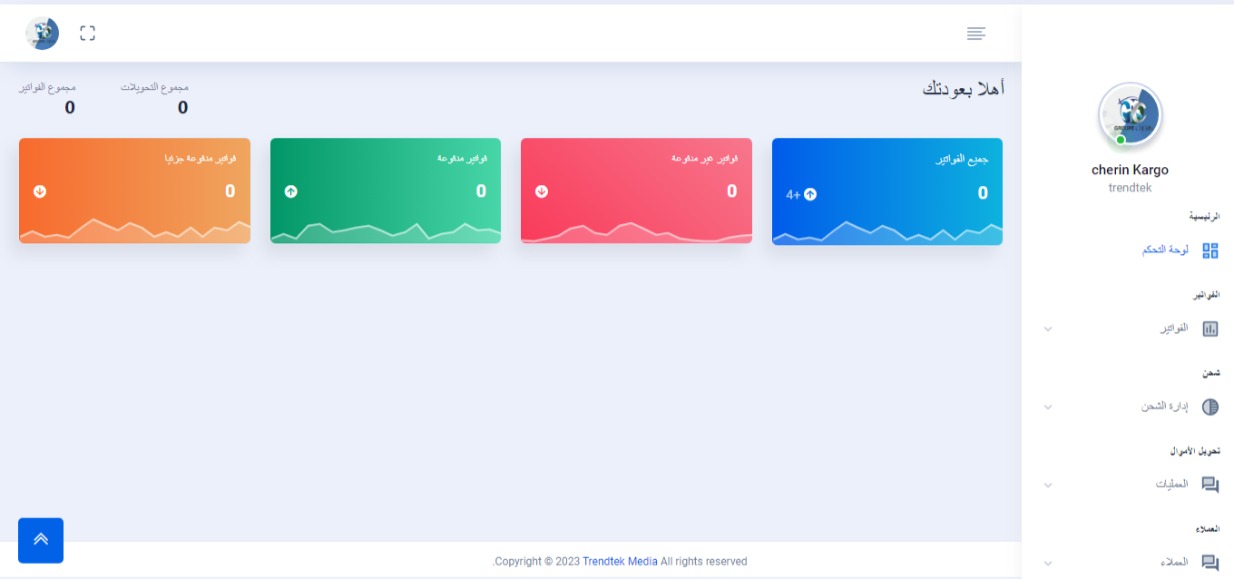 أهلا بعودتك
مجموع التحويلات
0
مجموع الفواتير
0
جميع الفواتير
0
+4
فواتير غير مدفوعة
0
فواتير مدفوعة
0
فواتير مدفوعة جزئيا
0
cherin Kargo
trendtek
الرئيسية
لوحة التحكم
الفواتير
الفواتير
شحن
إدارة الشحن
تحويل الأموال
العمليات
العملاء
العملاء
Copyright © 2023 Trendtek Media All rights reserved.